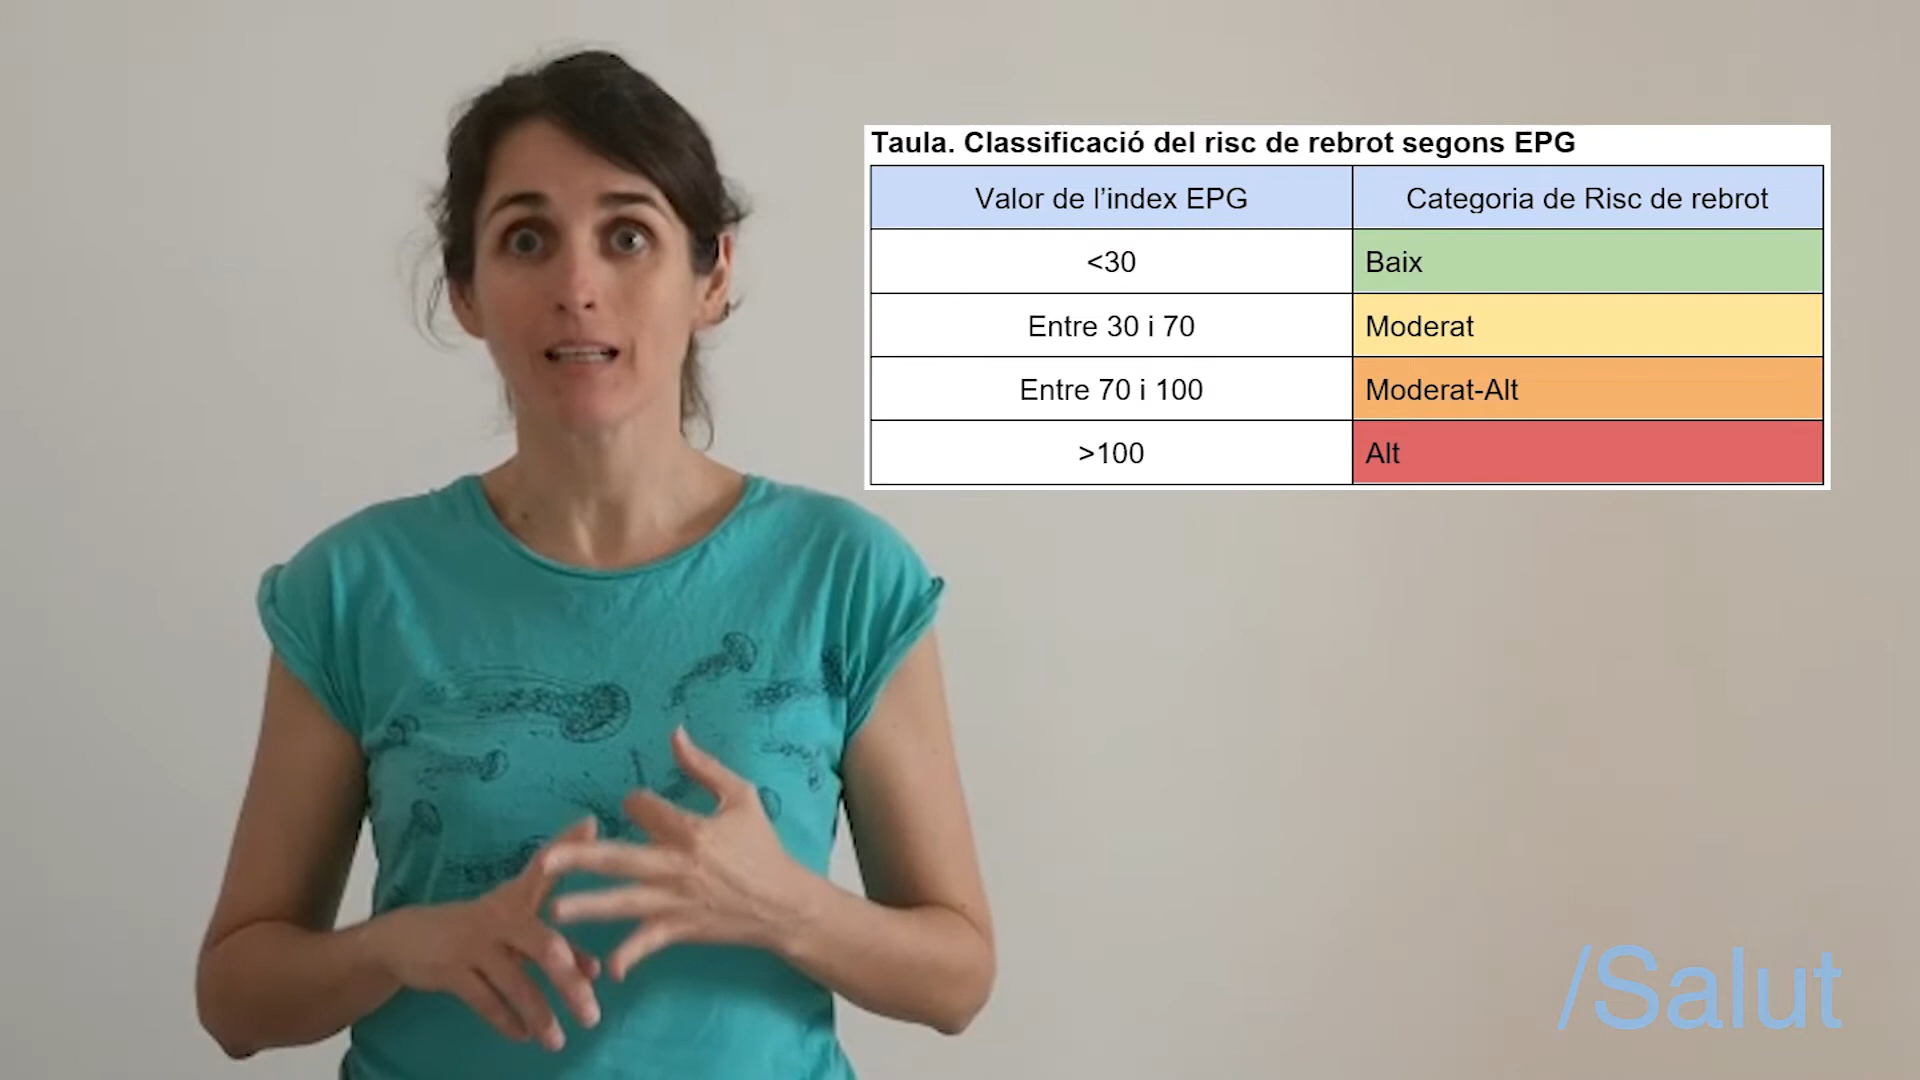 Taula. Classificació del risc de rebrot segons EPG
Valor de l’index EPG Categoria de Risc de rebrot
<30 Baix
Entre 30 i 70 Moderat
Entre 70 i 100 Moderat-Alt
>100 Alt
/Salut